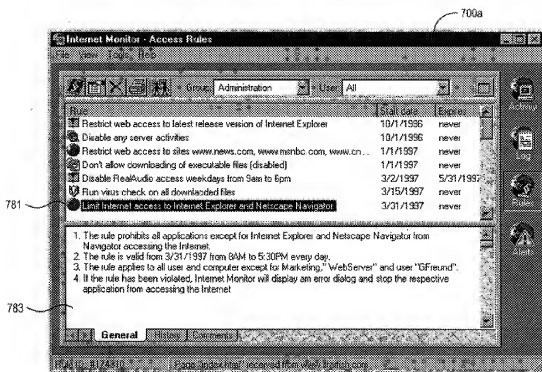 700a
Internet Monitor - Access Rules
File View Tools Help
Group: Administration User All
Rule Start date Expires
Restrict web access to latest release version of Internet Explorer 10/1/1996 never
Disable any server activities 10/1/1996 never
Restrict web access to sites www.news.com, www.msnbc.com, www.cn... 1/1/1997 never
Don't allow downloading of executable files (disabled) 1/1/1997 never
Disable RealAudio access weekdays from 9am to 6pm 3/2/1997 5/31/1997
Run virus check on all downloaded files 3/15/1997 never
781
Limit Internet access to Internet Explorer and Netscape Navigator 3/31/1997 never
Activity
Log
Rules
Alerts
1. The rule prohibits all applications except for Internet Explorer and Netscape Navigator from
Navigator accessing the Internet.
2. The rule is valid from 3/31/1997 from 8AM to 5:30PM every day.
3. The rule applies to all user and computer except for Marketing," WebServer" and user "GFreund".
4. If the rule has been violated, Internet Monitor will display an error dialog and stop the respective
application from accessing the Internet
783
General History Comments
Page "index.html" received from